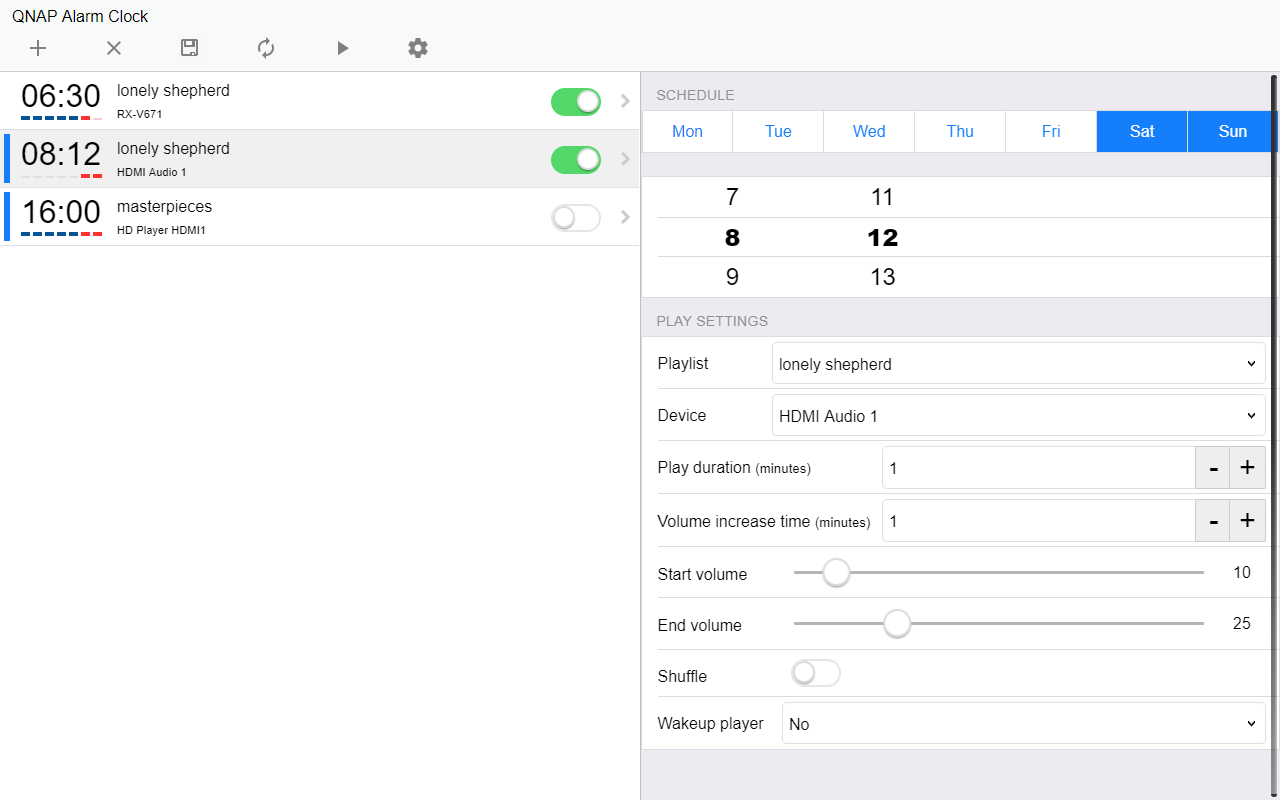 QNAP Alarm Clock
06:30 lonely shepherd
RX-V671
08:12 lonely shepherd
HDMI Audio 1
16:00 masterpieces
HD Player HDMI1
SCHEDULE
Mon Tue Wed Thu Fri Sat Sun
7 11
8 12
9 13
PLAY SETTINGS
Playlist lonely shepherd
Device HDMI Audio 1
Play duration (minutes) 1 - +
Volume increase time (minutes) 1 - +
Start volume 10
End volume 25
Shuffle
Wakeup player No